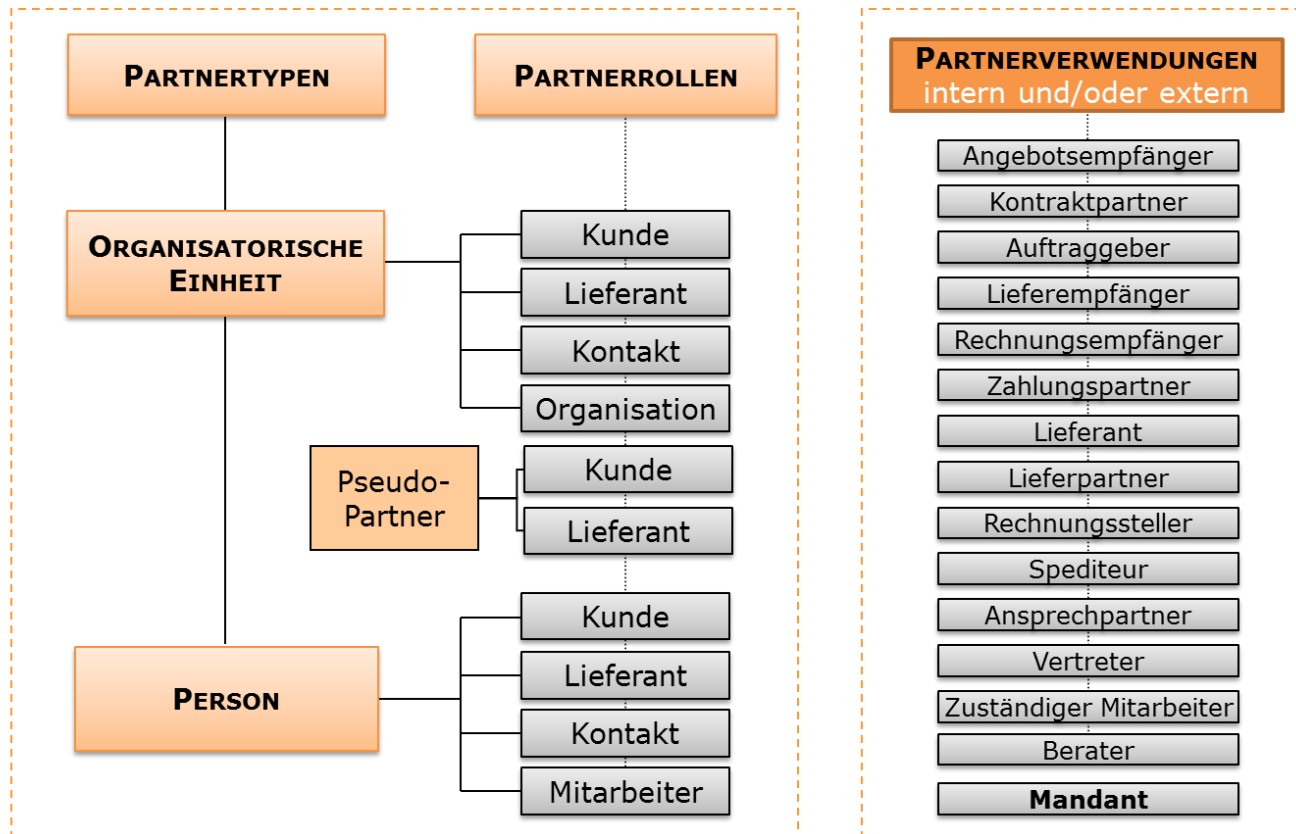 PARTNERTYPEN
PARTNERROLLEN
ORGANISATORISCHE
EINHEIT
Kunde
Lieferant
Kontakt
Organisation
Pseudo-
Partner
Kunde
Lieferant
PERSON
Kunde
Lieferant
Kontakt
Mitarbeiter
PARTNERVERWENDUNGEN
intern und/oder extern
Angebotsempfänger
Kontraktpartner
Auftraggeber
Lieferempfänger
Rechnungsempfänger
Zahlungspartner
Lieferant
Lieferpartner
Rechnungssteller
Spediteur
Ansprechpartner
Vertreter
Zuständiger Mitarbeiter
Berater
Mandant